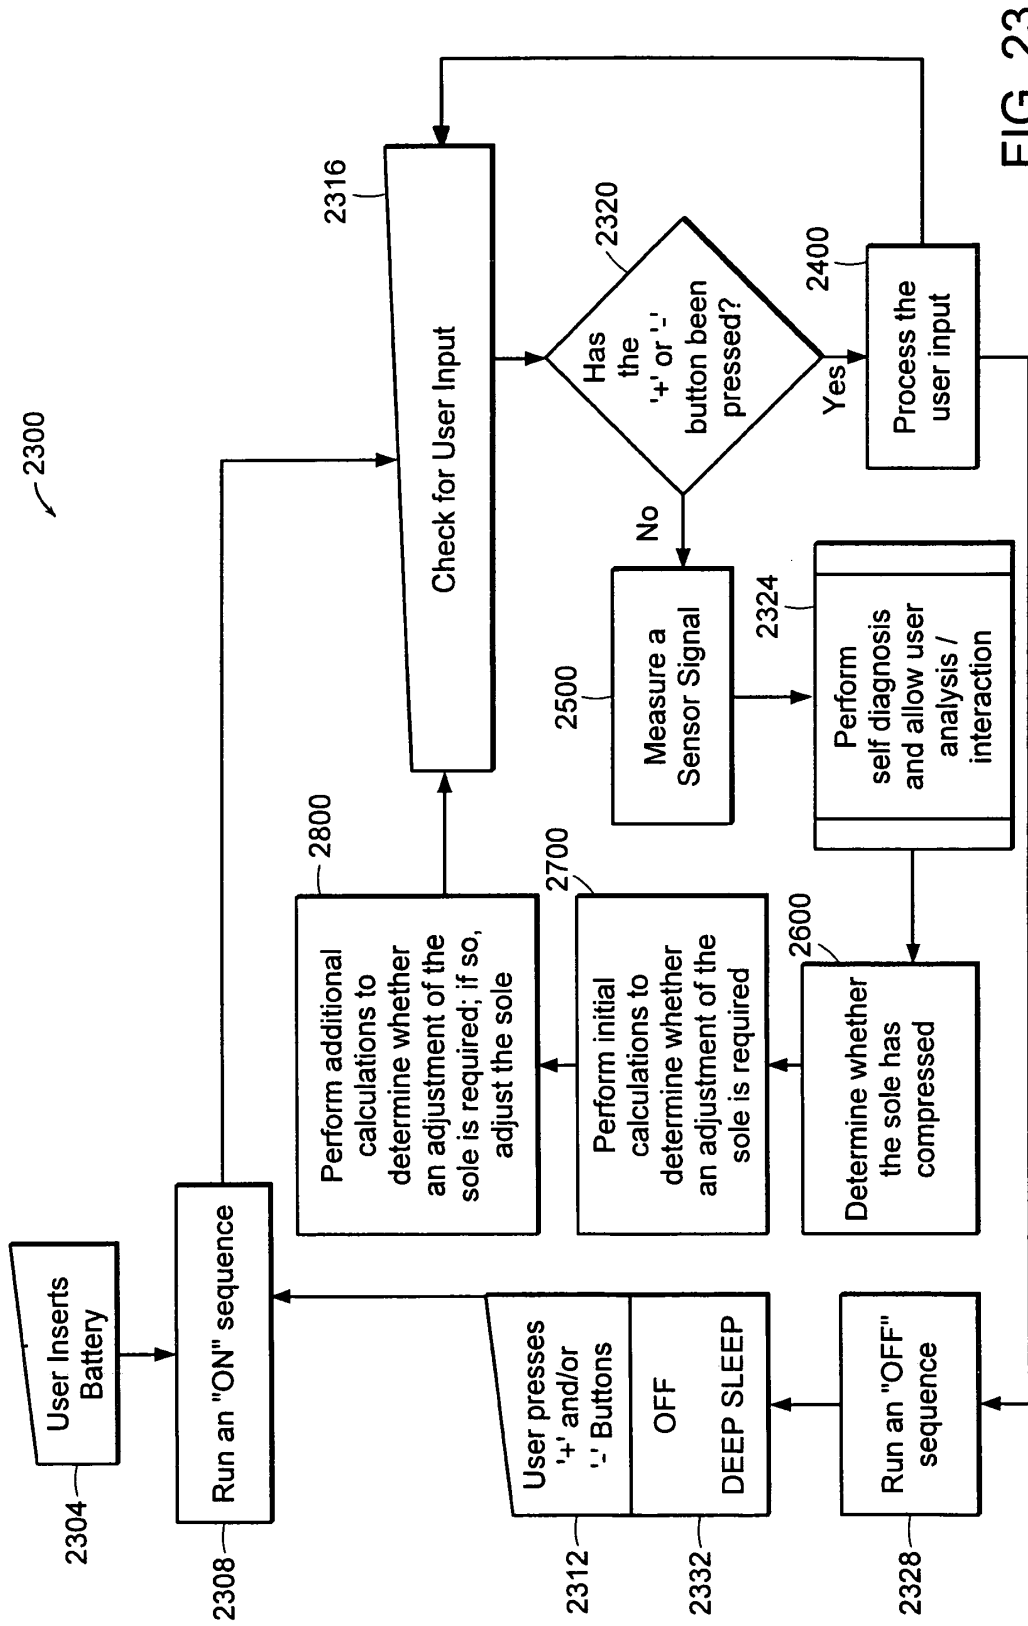 2300
User Inserts
Battery
2304
Run an "ON" sequence
2308
User presses
'+' and/or
'-' Buttons
2312
OFF
DEEP SLEEP
2332
Run an "OFF"
sequence
2328
Check for User Input
2316
Has
the
'+' or '-'
button been
pressed?
2320
No
Yes
Process the
user input
2400
Measure a
Sensor Signal
2500
Perform
self diagnosis
and allow user
analysis /
interaction
2324
Determine whether
the sole has
compressed
2600
Perform initial
calculations to
determine whether
an adjustment of the
sole is required
2700
Perform additional
calculations to
determine whether
an adjustment of the
sole is required; if so,
adjust the sole
2800
FIG. 23